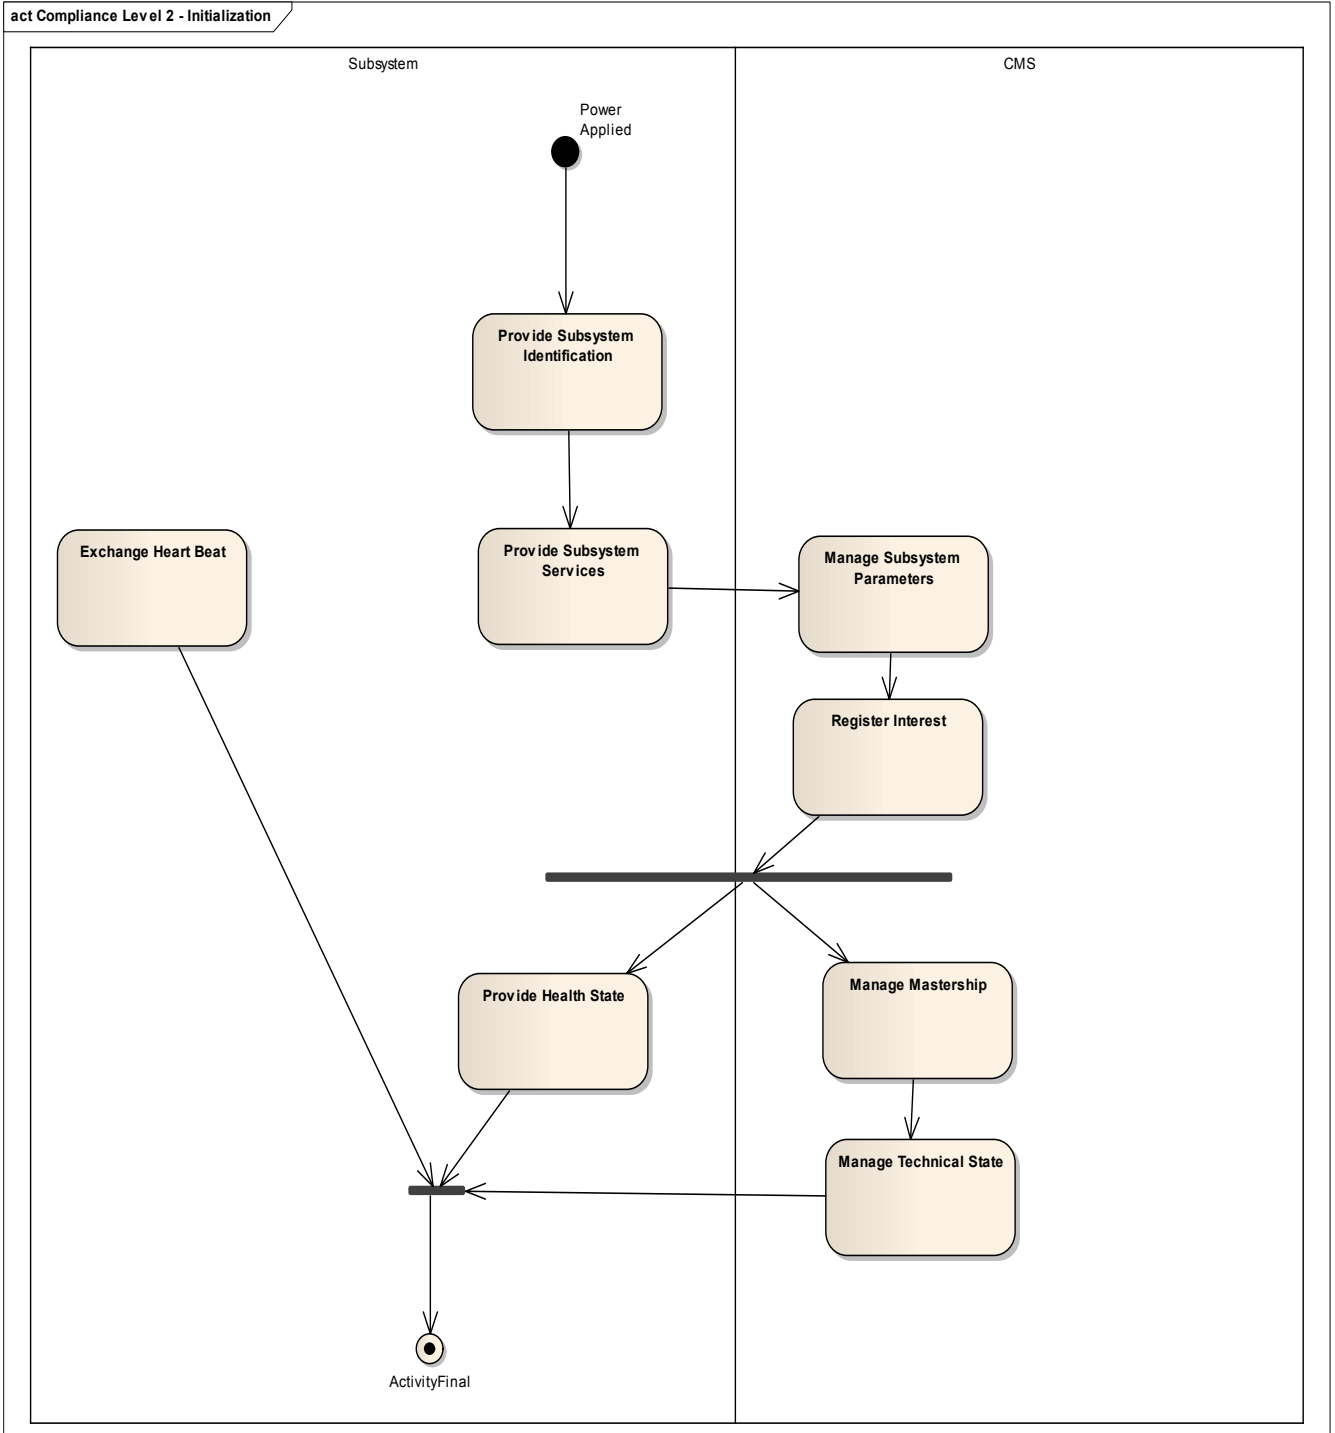 act Compliance Level 2 - Initialization
Subsystem
CMS
Power
Applied
Provide Subsystem
Identification
Exchange Heart Beat
Provide Subsystem
Services
Manage Subsystem
Parameters
Register Interest
Provide Health State
Manage Mastership
Manage Technical State
ActivityFinal